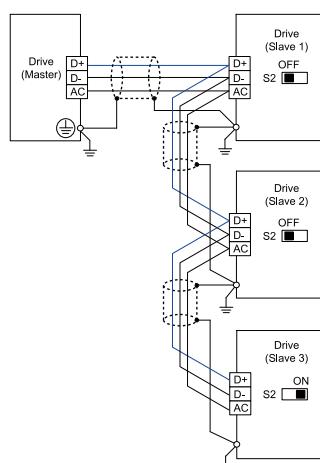 Drive
(Master)
D+
D-
AC
D+
D-
AC
Drive
(Slave 1)
OFF
S2
Drive
(Slave 2)
OFF
S2
D+
D-
AC
Drive
(Slave 3)
ON
S2
D+
D-
AC